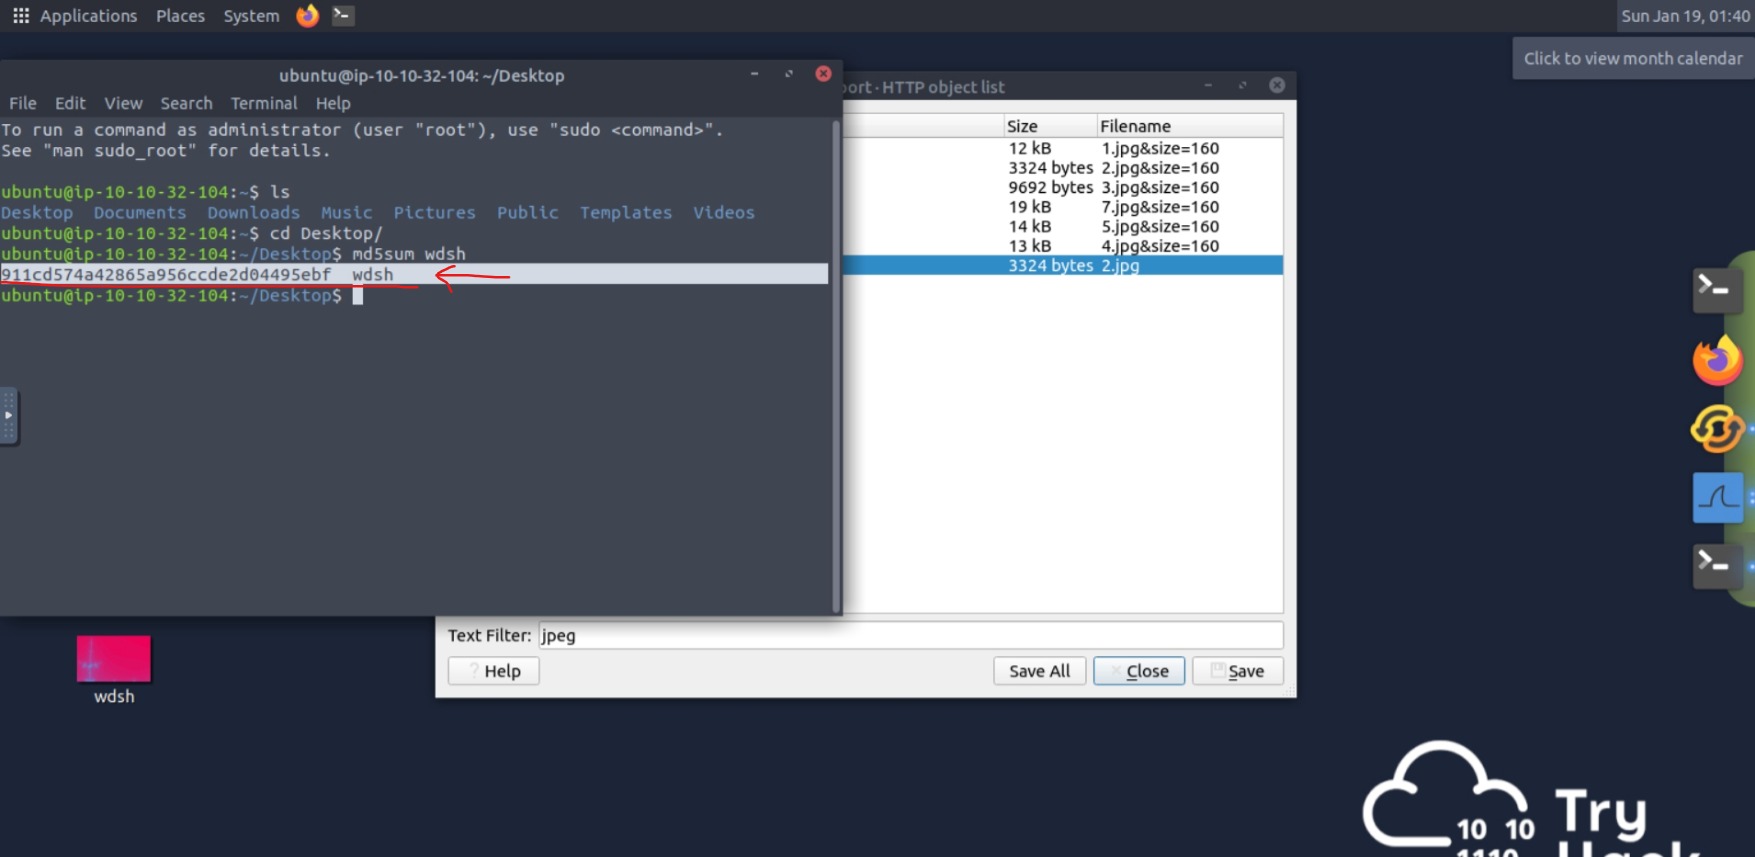 Applications Places System
Sun Jan 19, 01:40
Click to view month calendar
ubuntu@ip-10-10-32-104: ~/Desktop
File Edit View Search Terminal Help
To run a command as administrator (user "root"), use "sudo <command>".
See "man sudo_root" for details.
ubuntu@ip-10-10-32-104:~$ ls
Desktop Documents Downloads Music Pictures Public Templates Videos
ubuntu@ip-10-10-32-104:~$ cd Desktop/
ubuntu@ip-10-10-32-104:~/Desktop$ md5sum wdsh
911cd574a42865a956ccde2d04495ebf wdsh
ubuntu@ip-10-10-32-104:~/Desktop$
port · HTTP object list
Size Filename
12 kB 1.jpg&size=160
3324 bytes 2.jpg&size=160
9692 bytes 3.jpg&size=160
19 kB 7.jpg&size=160
14 kB 5.jpg&size=160
13 kB 4.jpg&size=160
3324 bytes 2.jpg
Text Filter: jpeg
Help Save All Close Save
wdsh
10 10
1110
Try
Hack